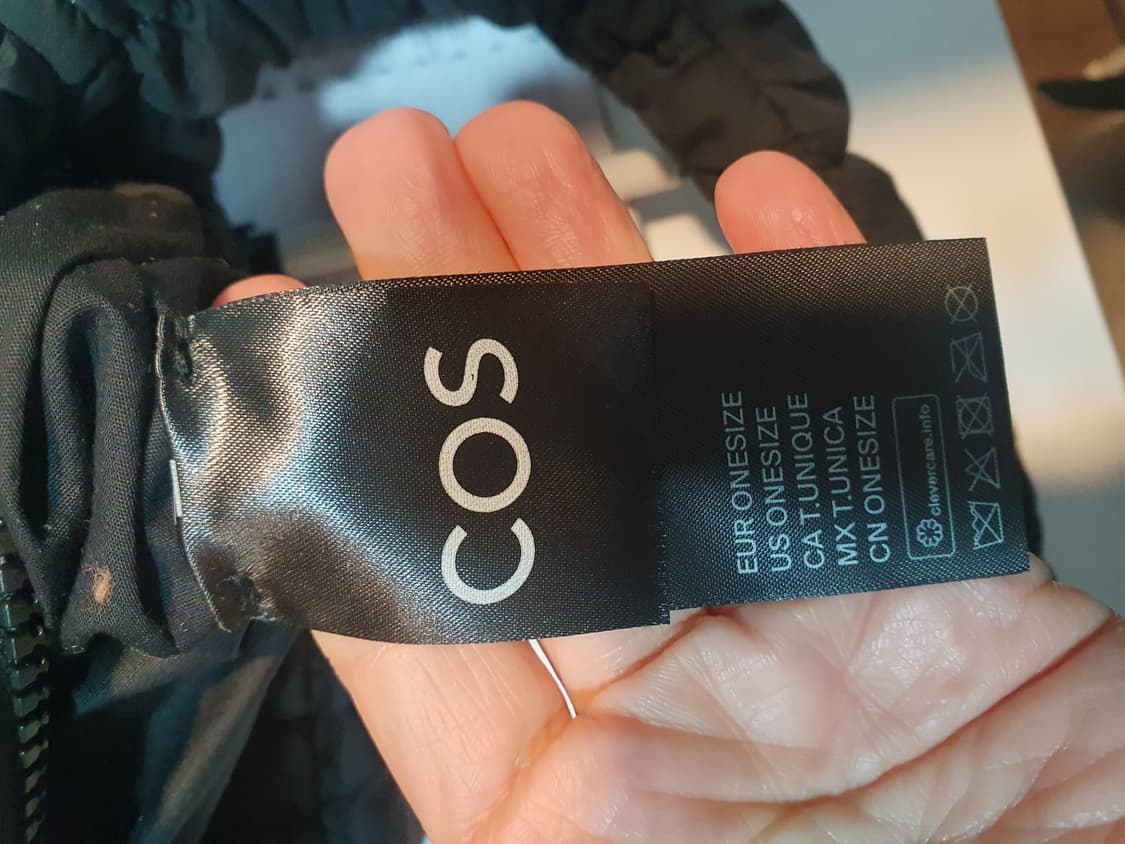 COS
EUR ONESIZE
US ONESIZE
CA T.UNIQUE
MX T.UNICA
CN ONESIZE
clevercare.info